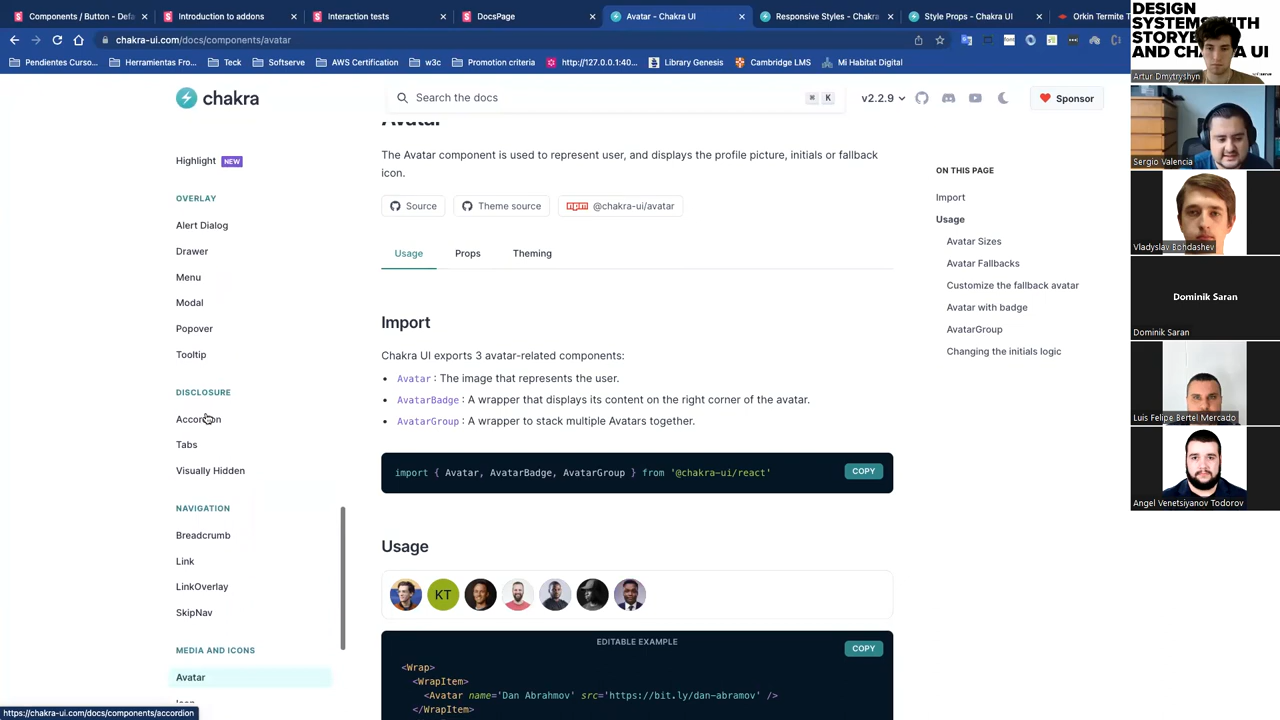 Components / Button - Defa
Introduction to addons
Interaction tests
DocsPage
Avatar - Chakra UI
Responsive Styles - Chakra
Style Props - Chakra UI
Orkin Termite T
chakra-ui.com/docs/components/avatar
Pendientes Curso...
Herramientas Fro...
Teck
Softserve
AWS Certification
w3c
Promotion criteria
http://127.0.0.1:40...
Library Genesis
Cambridge LMS
Mi Habitat Digital
chakra
Search the docs
⌘ K
v2.2.9
Sponsor
Highlight NEW
OVERLAY
Alert Dialog
Drawer
Menu
Modal
Popover
Tooltip
DISCLOSURE
Accordion
Tabs
Visually Hidden
NAVIGATION
Breadcrumb
Link
LinkOverlay
SkipNav
MEDIA AND ICONS
Avatar
Icon
https://chakra-ui.com/docs/components/accordion
Avatar
The Avatar component is used to represent user, and displays the profile picture, initials or fallback
icon.
Source
Theme source
npm @chakra-ui/avatar
Usage
Props
Theming
Import
Chakra UI exports 3 avatar-related components:
• Avatar : The image that represents the user.
• AvatarBadge : A wrapper that displays its content on the right corner of the avatar.
• AvatarGroup : A wrapper to stack multiple Avatars together.
import { Avatar, AvatarBadge, AvatarGroup } from '@chakra-ui/react'
COPY
Usage
KT
EDITABLE EXAMPLE
COPY
<Wrap>
<WrapItem>
<Avatar name='Dan Abrahmov' src='https://bit.ly/dan-abramov' />
</WrapItem>
ON THIS PAGE
Import
Usage
Avatar Sizes
Avatar Fallbacks
Customize the fallback avatar
Avatar with badge
AvatarGroup
Changing the initials logic
DESIGN
SYSTEMS WITH
STORYB
AND CHAKRA UI
Artur Dmytryshyn
Sergio Valencia
Vladyslav Bohdashev
Dominik Saran
Dominik Saran
Luis Felipe Bertel Mercado
Angel Venetsiyanov Todorov